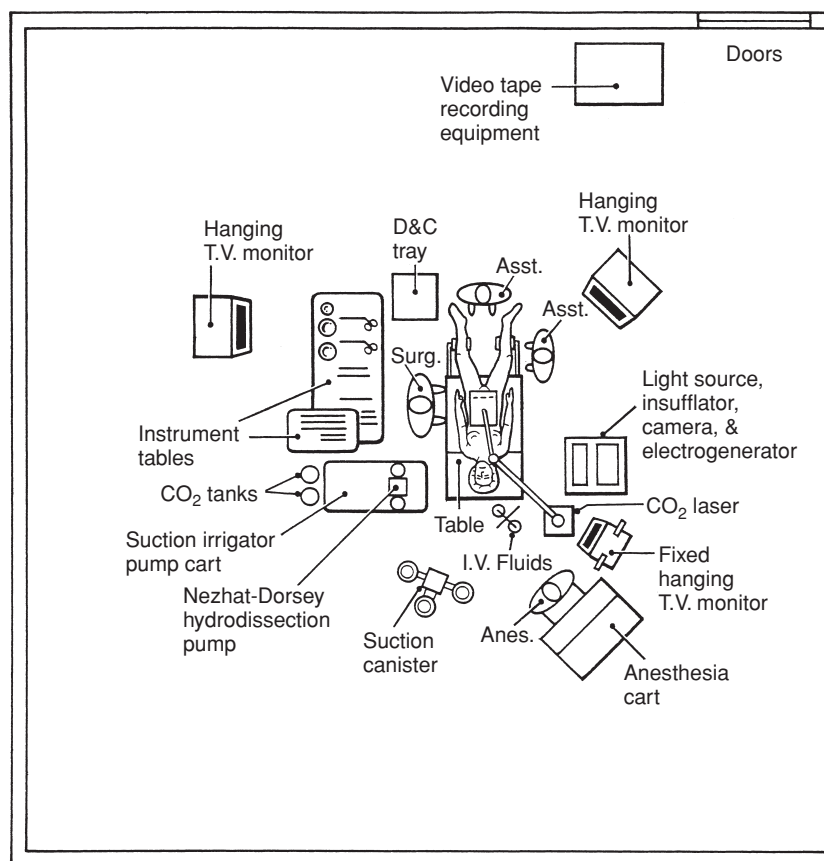 Doors
Video tape
recording
equipment
Hanging
T.V. monitor
D&C
tray
Asst.
Hanging
T.V. monitor
Asst.
Surg.
Light source,
insufflator,
camera, &
electrogenerator
Instrument
tables
CO₂ tanks
Table
CO₂ laser
Suction irrigator
pump cart
I.V. Fluids
Fixed
hanging
T.V. monitor
Nezhat-Dorsey
hydrodissection
pump
Suction
canister
Anes.
Anesthesia
cart